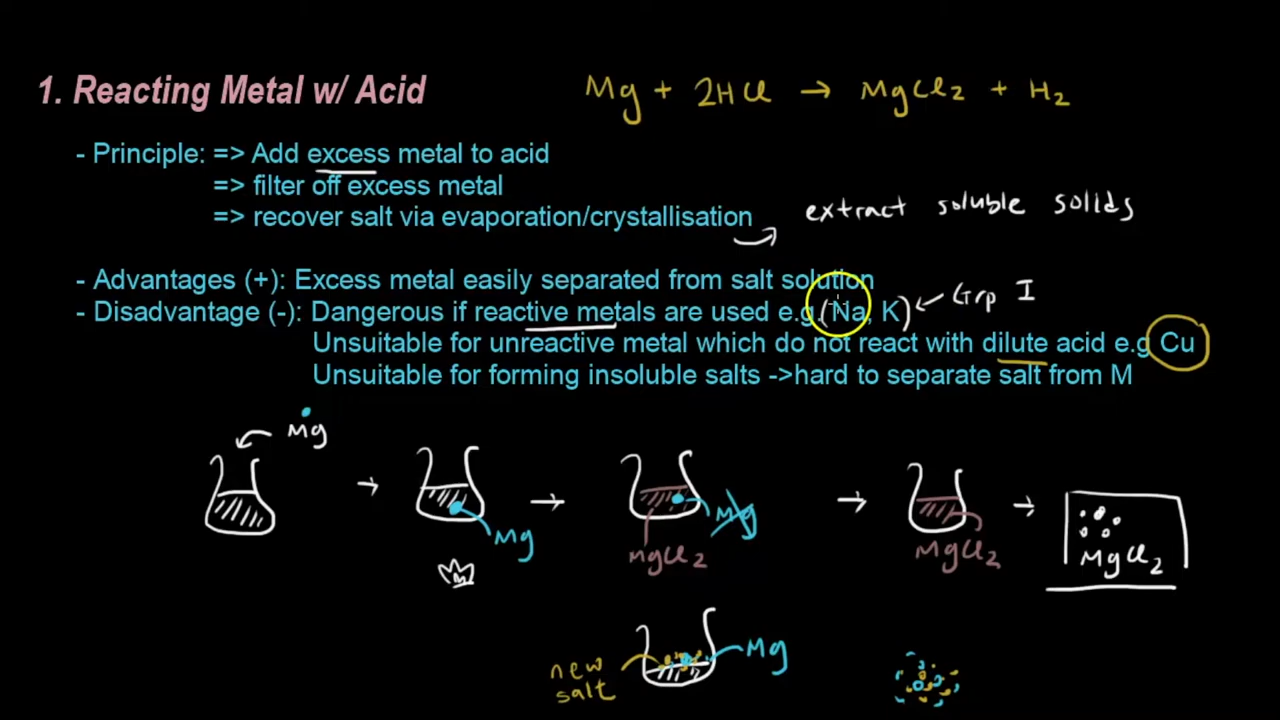 1. Reacting Metal w/ Acid
Mg + 2HCl → MgCl2 + H2
- Principle: => Add excess metal to acid
=> filter off excess metal
=> recover salt via evaporation/crystallisation
extract soluble solids
- Advantages (+): Excess metal easily separated from salt solution
- Disadvantage (-): Dangerous if reactive metals are used e.g.(Na, K) ← Grp I
Unsuitable for unreactive metal which do not react with dilute acid e.g Cu
Unsuitable for forming insoluble salts ->hard to separate salt from M
Mg
→ → → →
Mg
Mg
MgCl2
MgCl2
MgCl2
new
salt
Mg